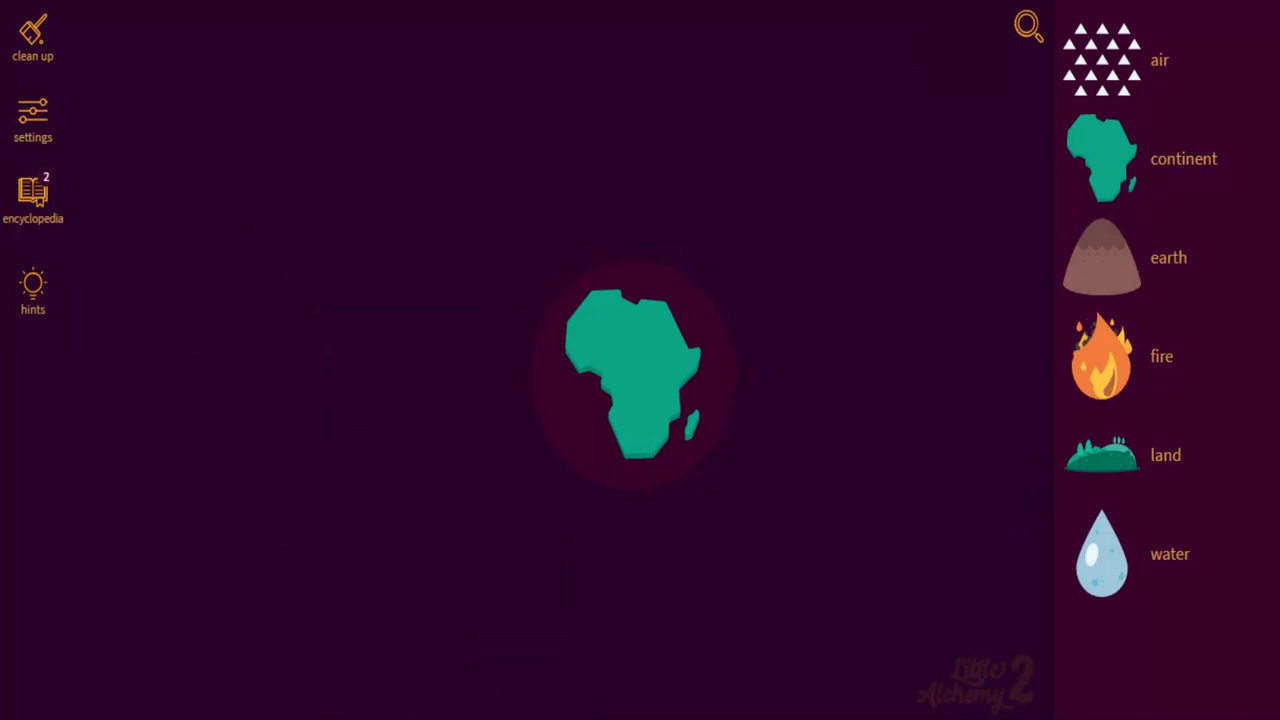 clean up
settings
2
encyclopedia
hints
air
continent
earth
fire
land
water
Little
Alchemy 2